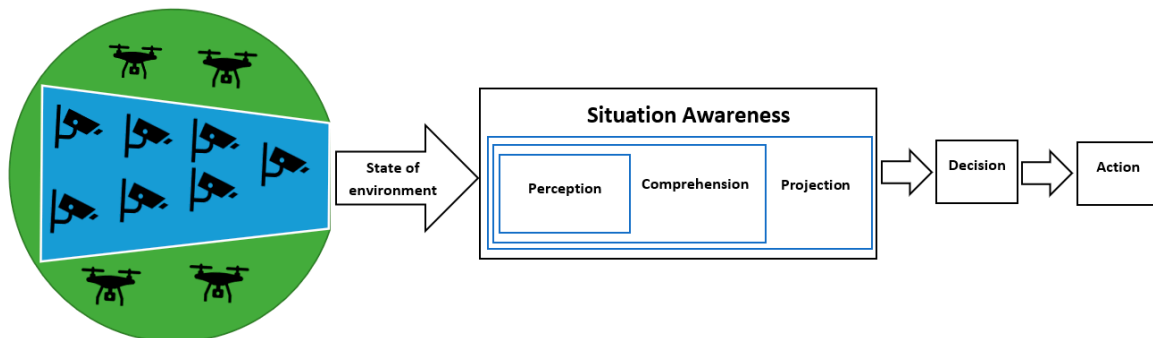 Situation Awareness
State of
environment
Perception
Comprehension
Projection
Decision
Action